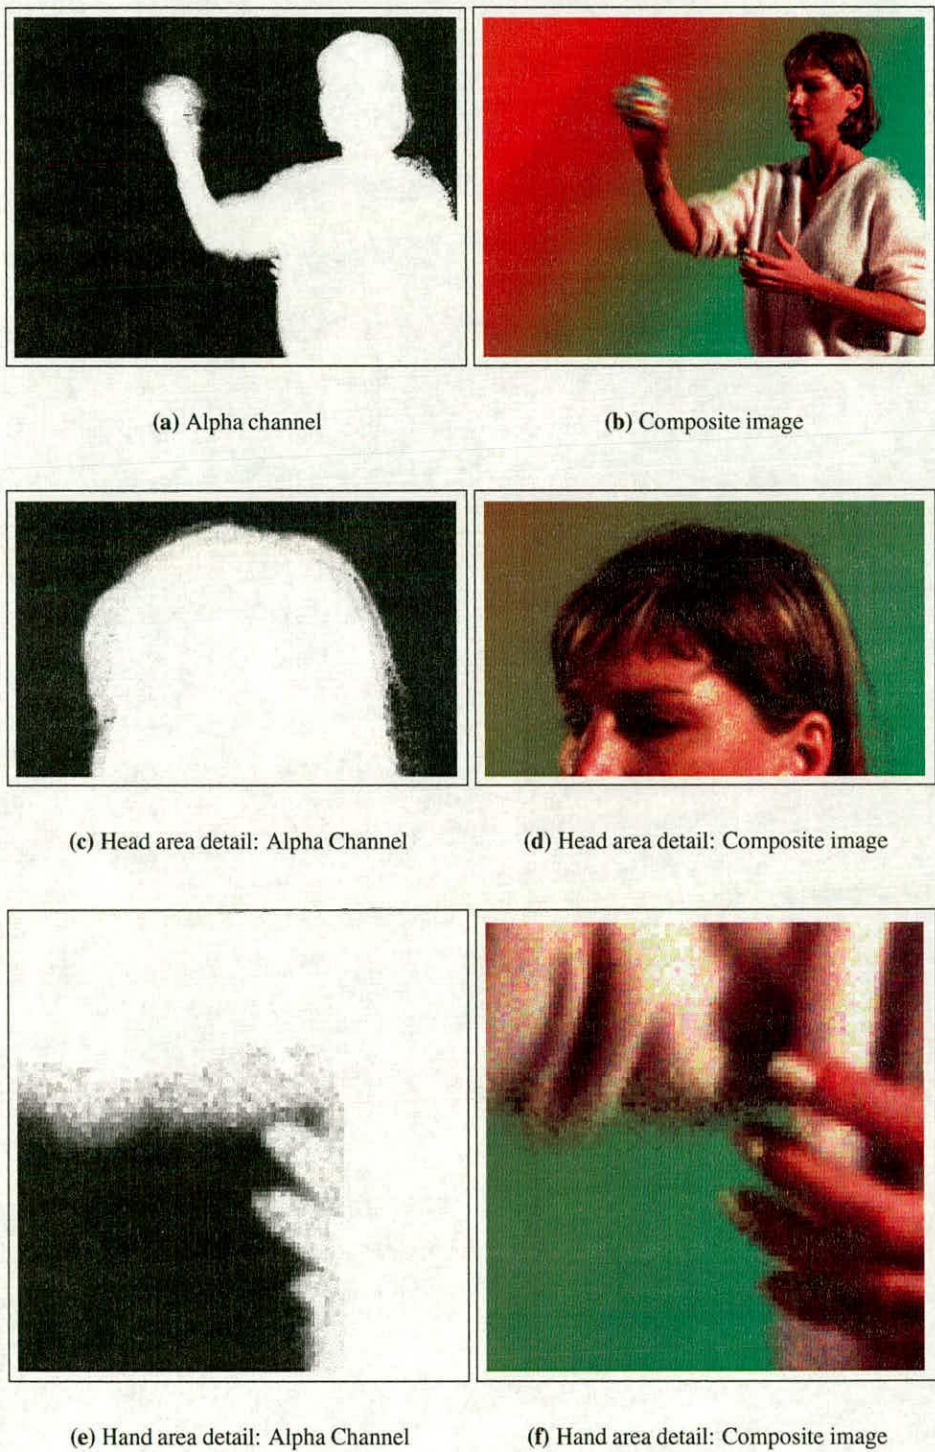 (a) Alpha channel
(b) Composite image
(c) Head area detail: Alpha Channel
(d) Head area detail: Composite image
(e) Hand area detail: Alpha Channel
(f) Hand area detail: Composite image